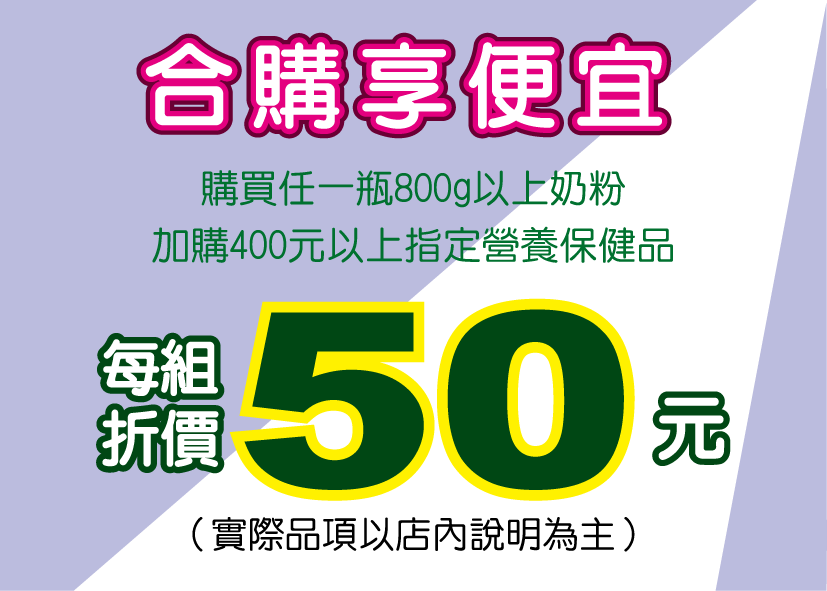 合購享便宜
購買任一瓶800g以上奶粉
加購400元以上指定營養保健品
每組
折價50元
（實際品項以店內說明為主）